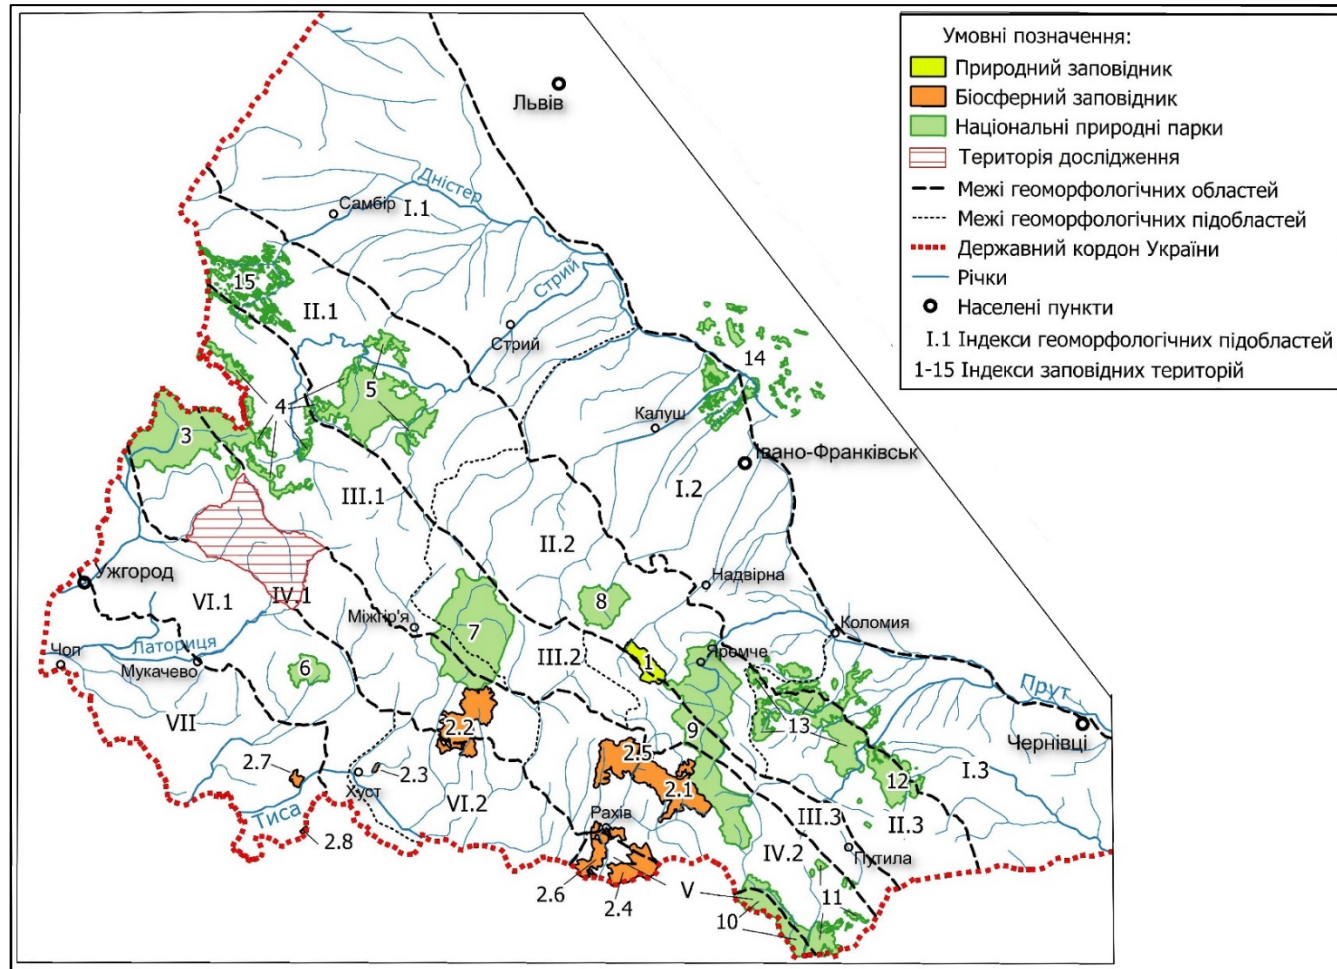 Умовні позначення:
Природний заповідник
Біосферний заповідник
Національні природні парки
Територія дослідження
Межі геоморфологічних областей
Межі геоморфологічних підобластей
Державний кордон України
Річки
Населені пункти
I.1 Індекси геоморфологічних підобластей
1-15 Індекси заповідних територій
Львів
Дністер
Самбір
I.1
15
II.1
Стрий
Стрий
14
5
4
Калуш
3
Івано-Франківськ
I.2
III.1
II.2
Ужгород
Надвірна
VI.1
IV.1
8
Міжгір'я
7
Коломия
Латориця
Чоп
Мукачево
6
III.2
1
Яремче
Прут
VII
13
9
2.2
2.5
Чернівці
2.7
2.3
Хуст
2.1
12
I.3
Тиса
VI.2
Рахів
III.3
II.3
2.8
IV.2
Путила
2.6
2.4
V
10
11